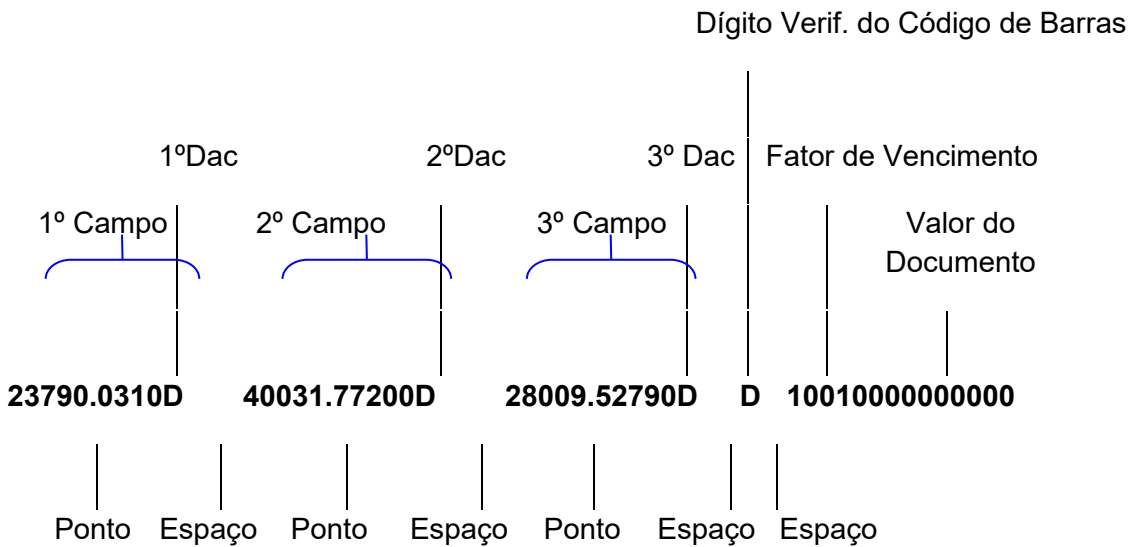 Dígito Verif. do Código de Barras
1ºDac 2ºDac 3º Dac Fator de Vencimento
1º Campo 2º Campo 3º Campo Valor do
Documento
23790.0310D 40031.77200D 28009.52790D D 10010000000000
Ponto Espaço Ponto Espaço Ponto Espaço Espaço